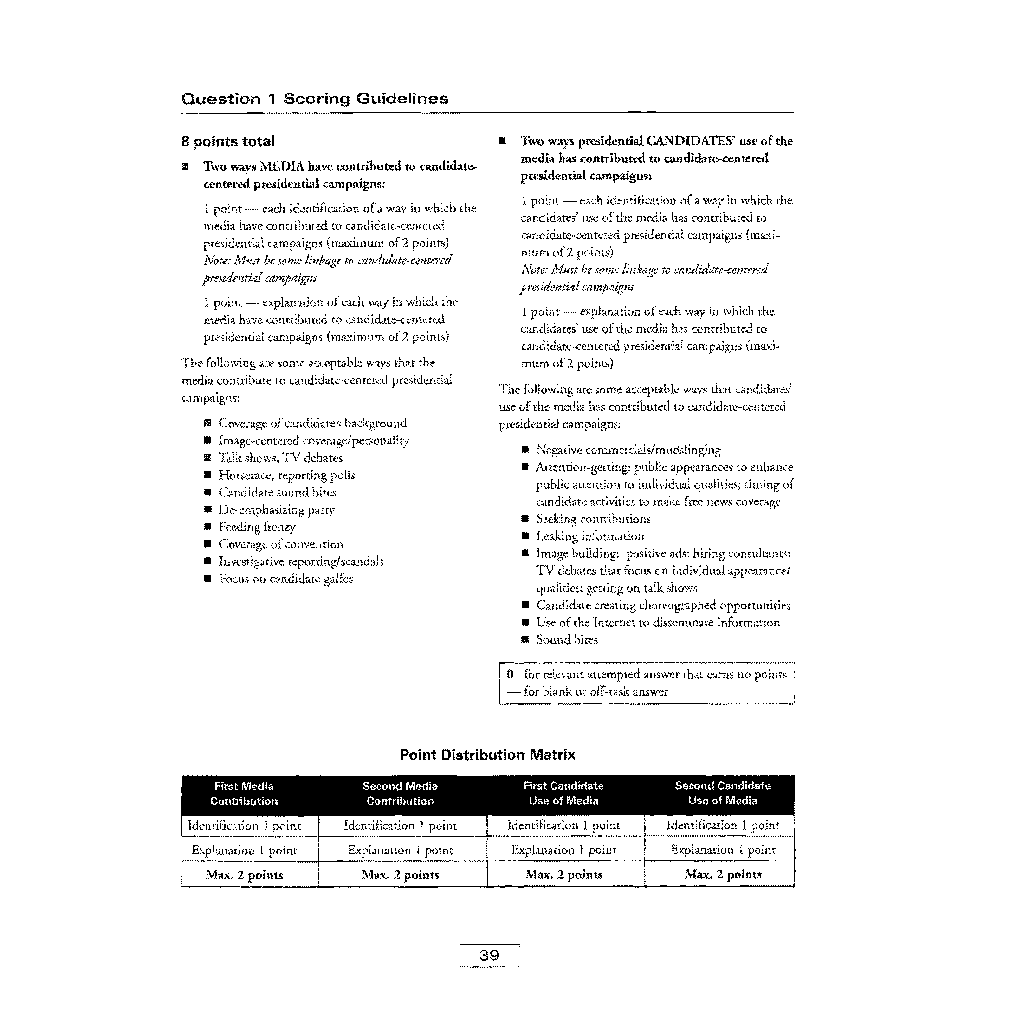 Question 1 Scoring Guidelines
8 points total
■ Two ways MEDIA have contributed to candidate-
centered presidential campaigns:
1 point — each identification of a way in which the
media have contributed to candidate-centered
presidential campaigns (maximum of 2 points)
Note: Must be some linkage to candidate-centered
presidential campaigns
1 point — explanation of each way in which the
media have contributed to candidate-centered
presidential campaigns (maximum of 2 points)
The following are some acceptable ways that the
media contribute to candidate-centered presidential
campaigns:
■ Coverage of candidates background
■ Image-centered coverage/personality
■ Talk shows, TV debates
■ Horserace, reporting polls
■ Candidate sound bites
■ De-emphasizing party
■ Feeding frenzy
■ Coverage of convention
■ Investigative reporting/scandals
■ Focus on candidate gaffes
■ Two ways presidential CANDIDATES' use of the
media has contributed to candidate-centered
presidential campaigns:
1 point — each identification of a way in which the
candidates' use of the media has contributed to
candidate-centered presidential campaigns (maxi-
mum of 2 points)
Note: Must be some linkage to candidate-centered
presidential campaigns
1 point — explanation of each way in which the
candidates' use of the media has contributed to
candidate-centered presidential campaigns (maxi-
mum of 2 points)
The following are some acceptable ways that candidates'
use of the media has contributed to candidate-centered
presidential campaigns:
■ Negative commercials/mudslinging
■ Attention-getting: public appearances to enhance
public attention to individual qualities; timing of
candidate activities to make free news coverage
■ Seeking contributions
■ Leaking information
■ Image building: positive ads; hiring consultants;
TV debates that focus on individual appearances/
qualities; getting on talk shows
■ Candidate creating choreographed opportunities
■ Use of the Internet to disseminate information
■ Sound bites
0 for relevant attempted answer that earns no points
— for blank or off-task answer
Point Distribution Matrix
First Media Contribution Second Media Contribution First Candidate Use of Media Second Candidate Use of Media
Identification 1 point Identification 1 point Identification 1 point Identification 1 point
Explanation 1 point Explanation 1 point Explanation 1 point Explanation 1 point
Max. 2 points Max. 2 points Max. 2 points Max. 2 points
39